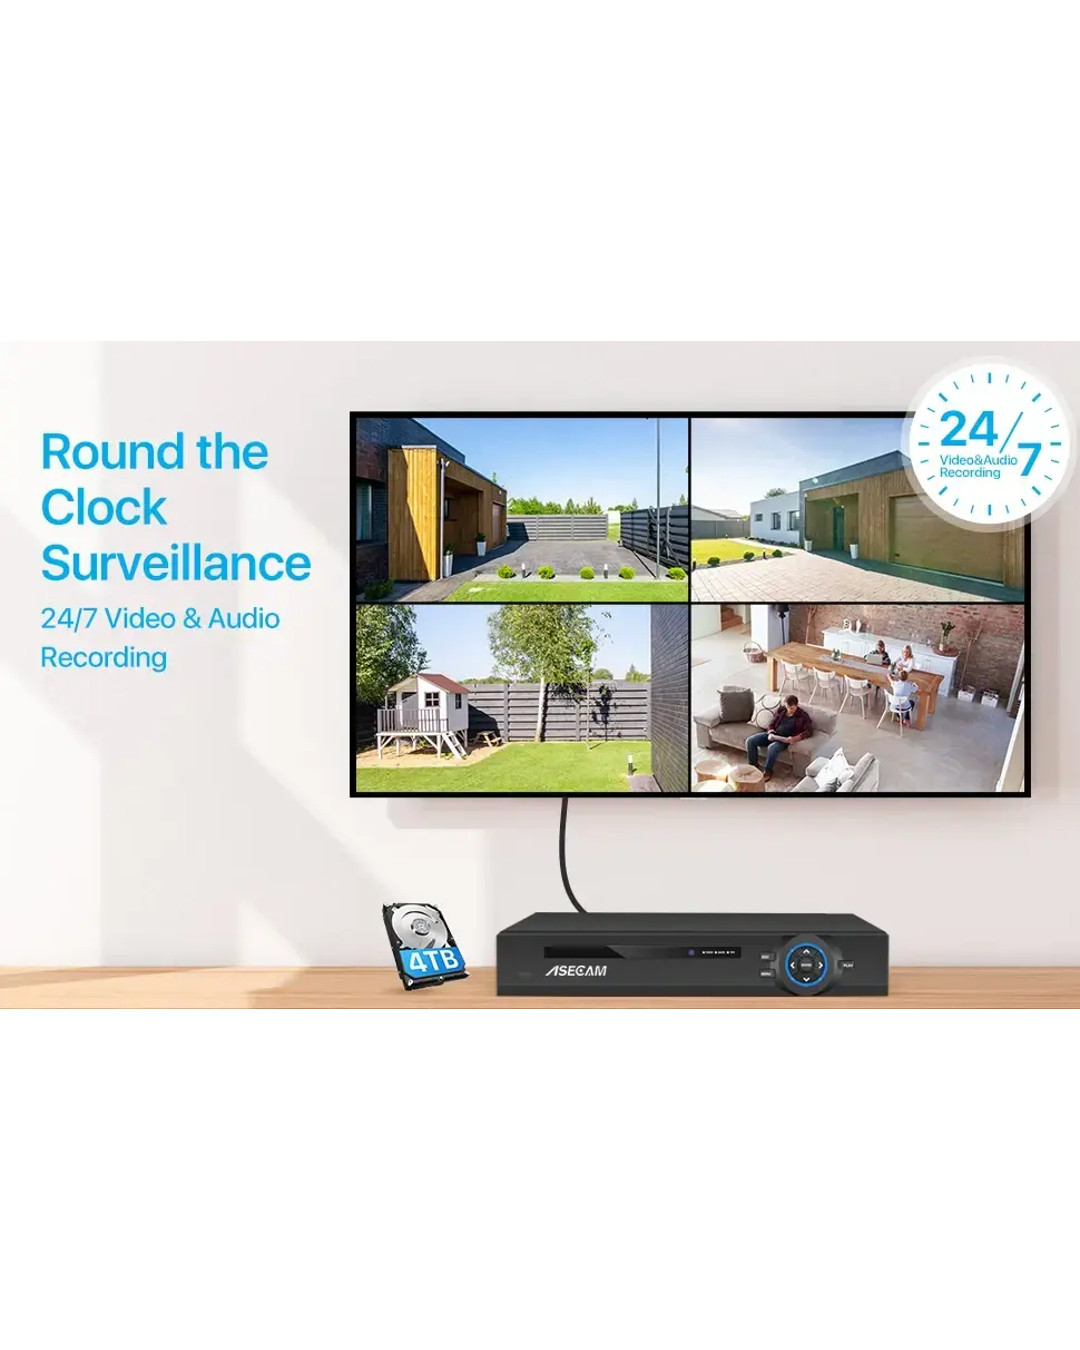 Round the
Clock
Surveillance
24/7 Video & Audio
Recording
24/7
Video&Audio
Recording
4TB
ASECAM